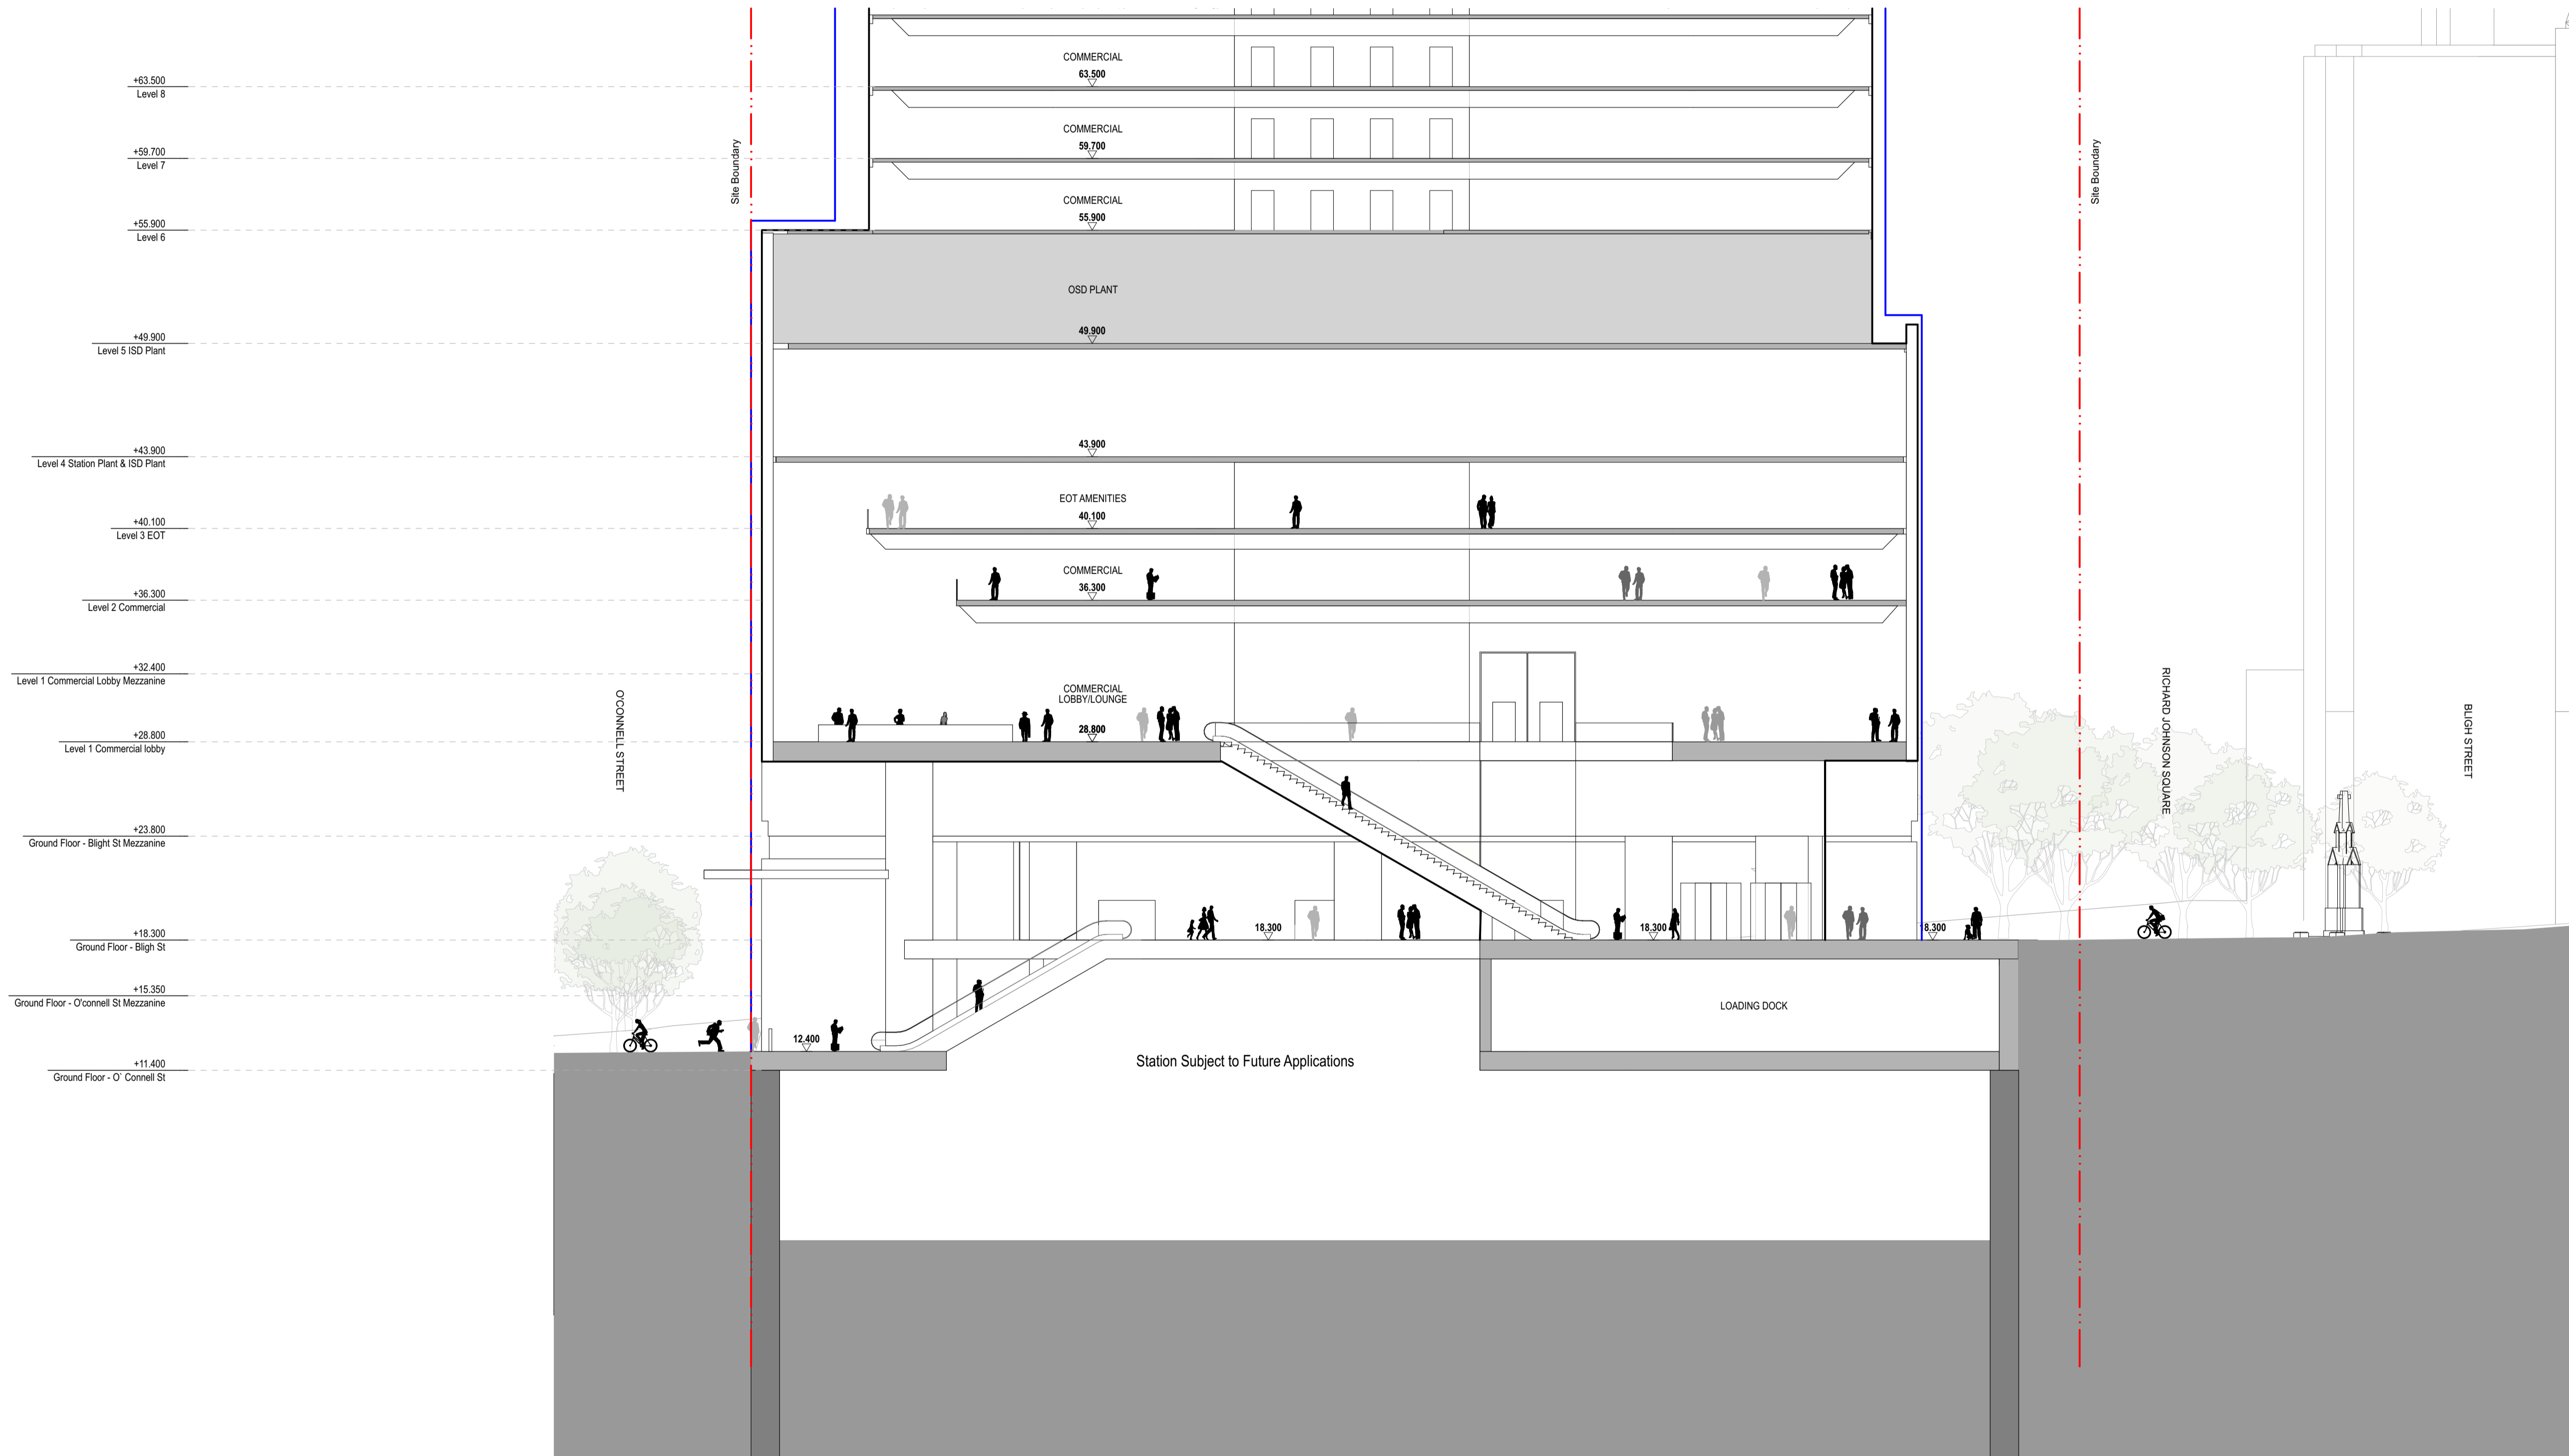 COMMERCIAL
63.500
+63.500
Level 8
COMMERCIAL
59.700
+59.700
Level 7
Site Boundary
Site Boundary
COMMERCIAL
55.900
+55.900
Level 6
OSD PLANT
49.900
+49.900
Level 5 ISD Plant
43.900
+43.900
Level 4 Station Plant & ISD Plant
EOT AMENITIES
40.100
+40.100
Level 3 EOT
COMMERCIAL
36.300
+36.300
Level 2 Commercial
+32.400
Level 1 Commercial Lobby Mezzanine
COMMERCIAL
LOBBY/LOUNGE
28.800
+28.800
Level 1 Commercial lobby
O'CONNELL STREET
RICHARD JOHNSON SQUARE
BLIGH STREET
+23.800
Ground Floor - Blight St Mezzanine
18.300
18.300
18.300
+18.300
Ground Floor - Bligh St
+15.350
Ground Floor - O'connell St Mezzanine
LOADING DOCK
12.400
Station Subject to Future Applications
+11.400
Ground Floor - O` Connell St